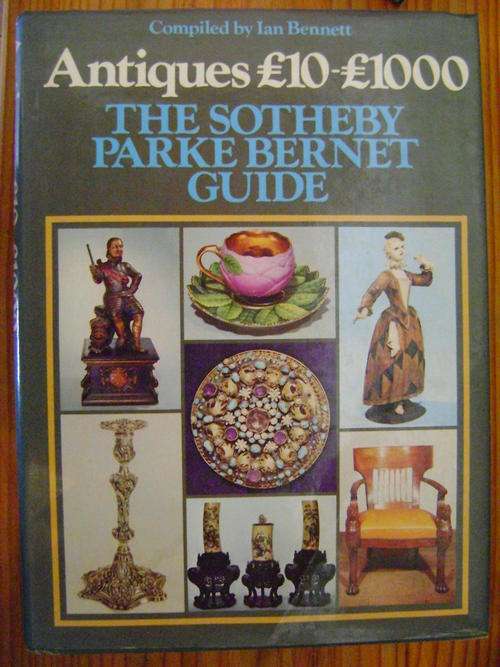 Compiled by Ian Bennett
Antiques £10-£1000
THE SOTHEBY
PARKE BERNET
GUIDE